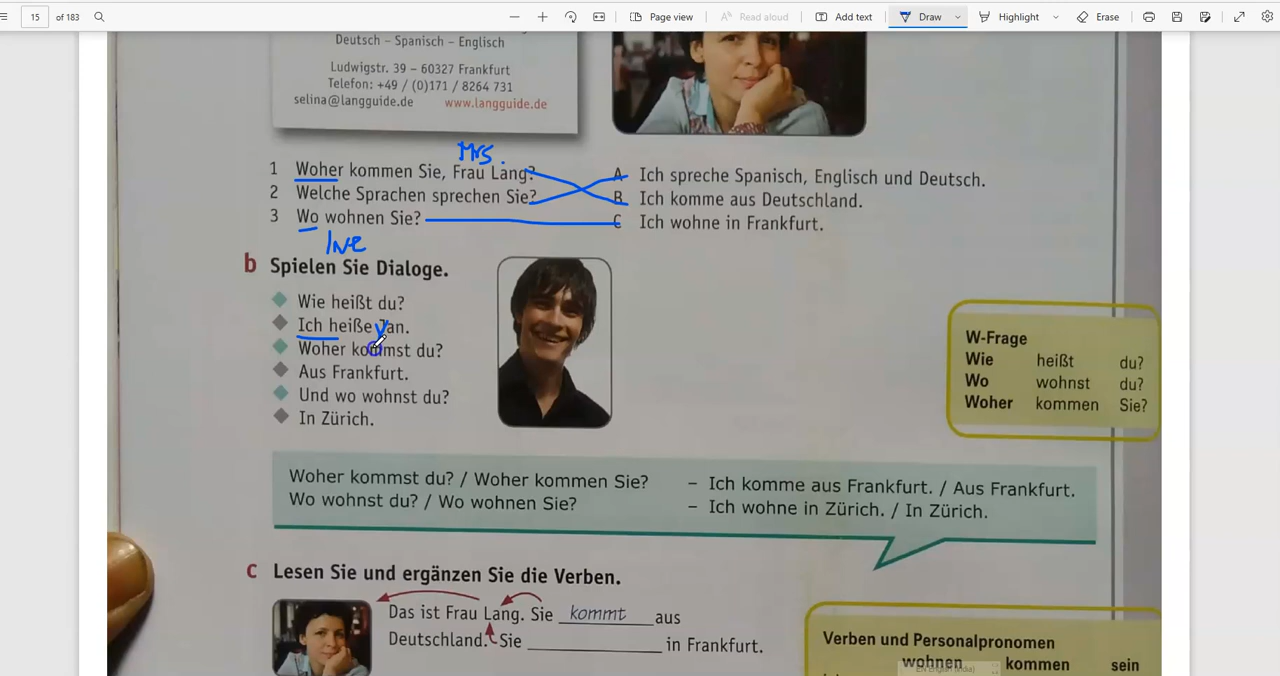 15 of 183 Page view Read aloud Add text Draw Highlight Erase
Deutsch – Spanisch – Englisch
Ludwigstr. 39 – 60327 Frankfurt
Telefon: +49 / (0)171 / 8264 731
selina@langguide.de www.langguide.de
Mrs.
1 Woher kommen Sie, Frau Lang? A Ich spreche Spanisch, Englisch und Deutsch.
2 Welche Sprachen sprechen Sie? B Ich komme aus Deutschland.
3 Wo wohnen Sie? C Ich wohne in Frankfurt.
b Spielen Sie Dialoge.
Wie heißt du?
Ich heiße Jan.
Woher kommst du?
Aus Frankfurt.
Und wo wohnst du?
In Zürich.
W-Frage
Wie heißt du?
Wo wohnst du?
Woher kommen Sie?
Woher kommst du? / Woher kommen Sie? – Ich komme aus Frankfurt. / Aus Frankfurt.
Wo wohnst du? / Wo wohnen Sie? – Ich wohne in Zürich. / In Zürich.
c Lesen Sie und ergänzen Sie die Verben.
Das ist Frau Lang. Sie kommt aus
Deutschland. Sie in Frankfurt.
Verben und Personalpronomen
wohnen kommen sein